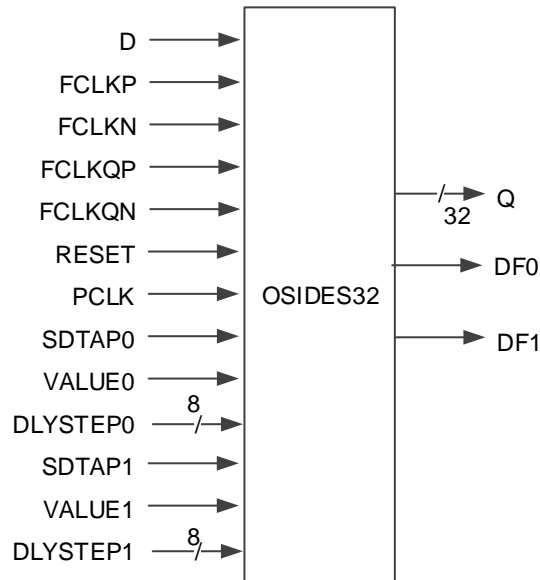 D
FCLKP
FCLKN
FCLKQP
FCLKQN
RESET
PCLK
SDTAP0
VALUE0
8
DLYSTEP0
SDTAP1
VALUE1
8
DLYSTEP1
OSIDES32
Q
32
DF0
DF1